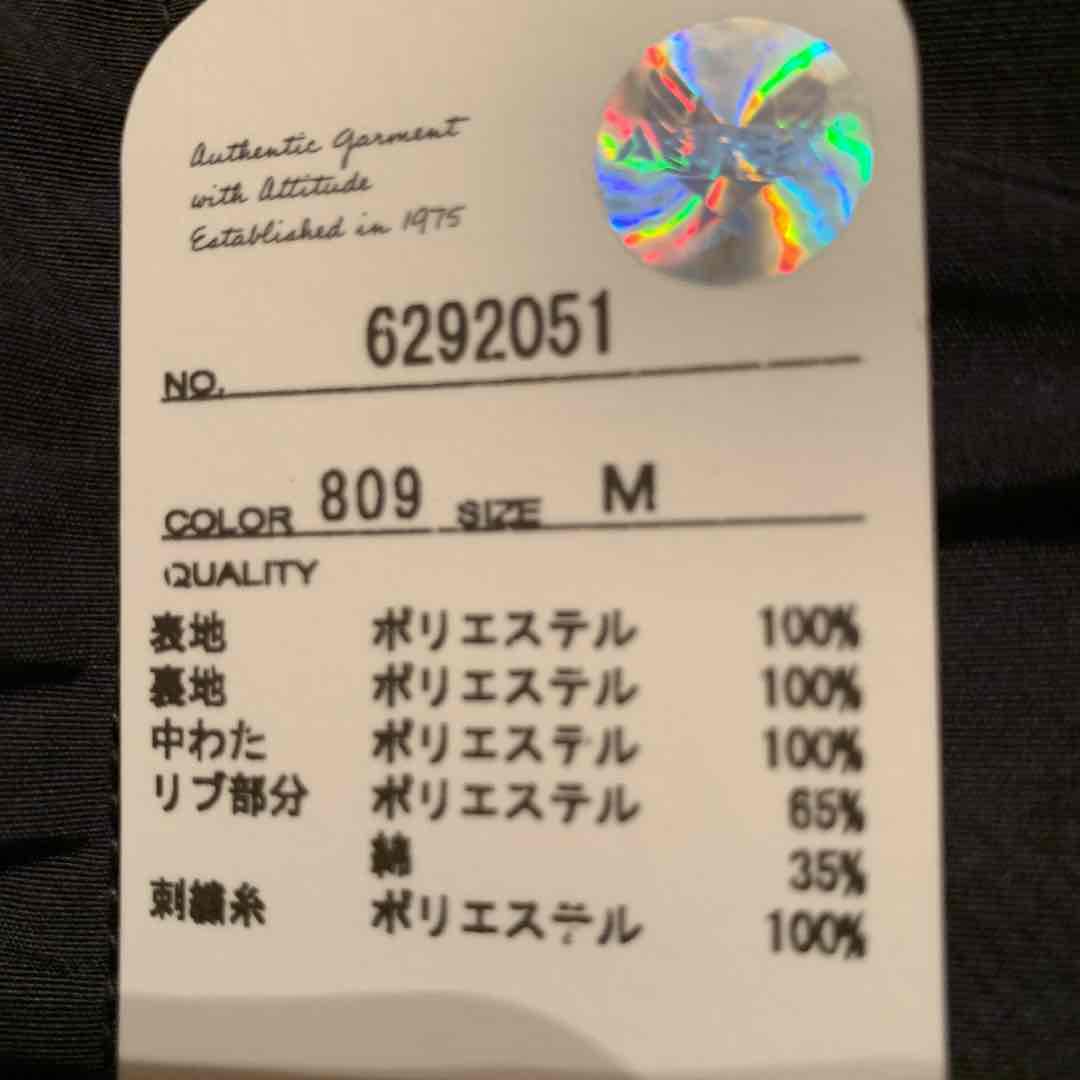 Authentic Garment
with Attitude
Established in 1975
NO. 6292051
COLOR 809 SIZE M
QUALITY
表地 ポリエステル 100%
裏地 ポリエステル 100%
中わた ポリエステル 100%
リブ部分 ポリエステル 65%
綿 35%
刺繍糸 ポリエステル 100%